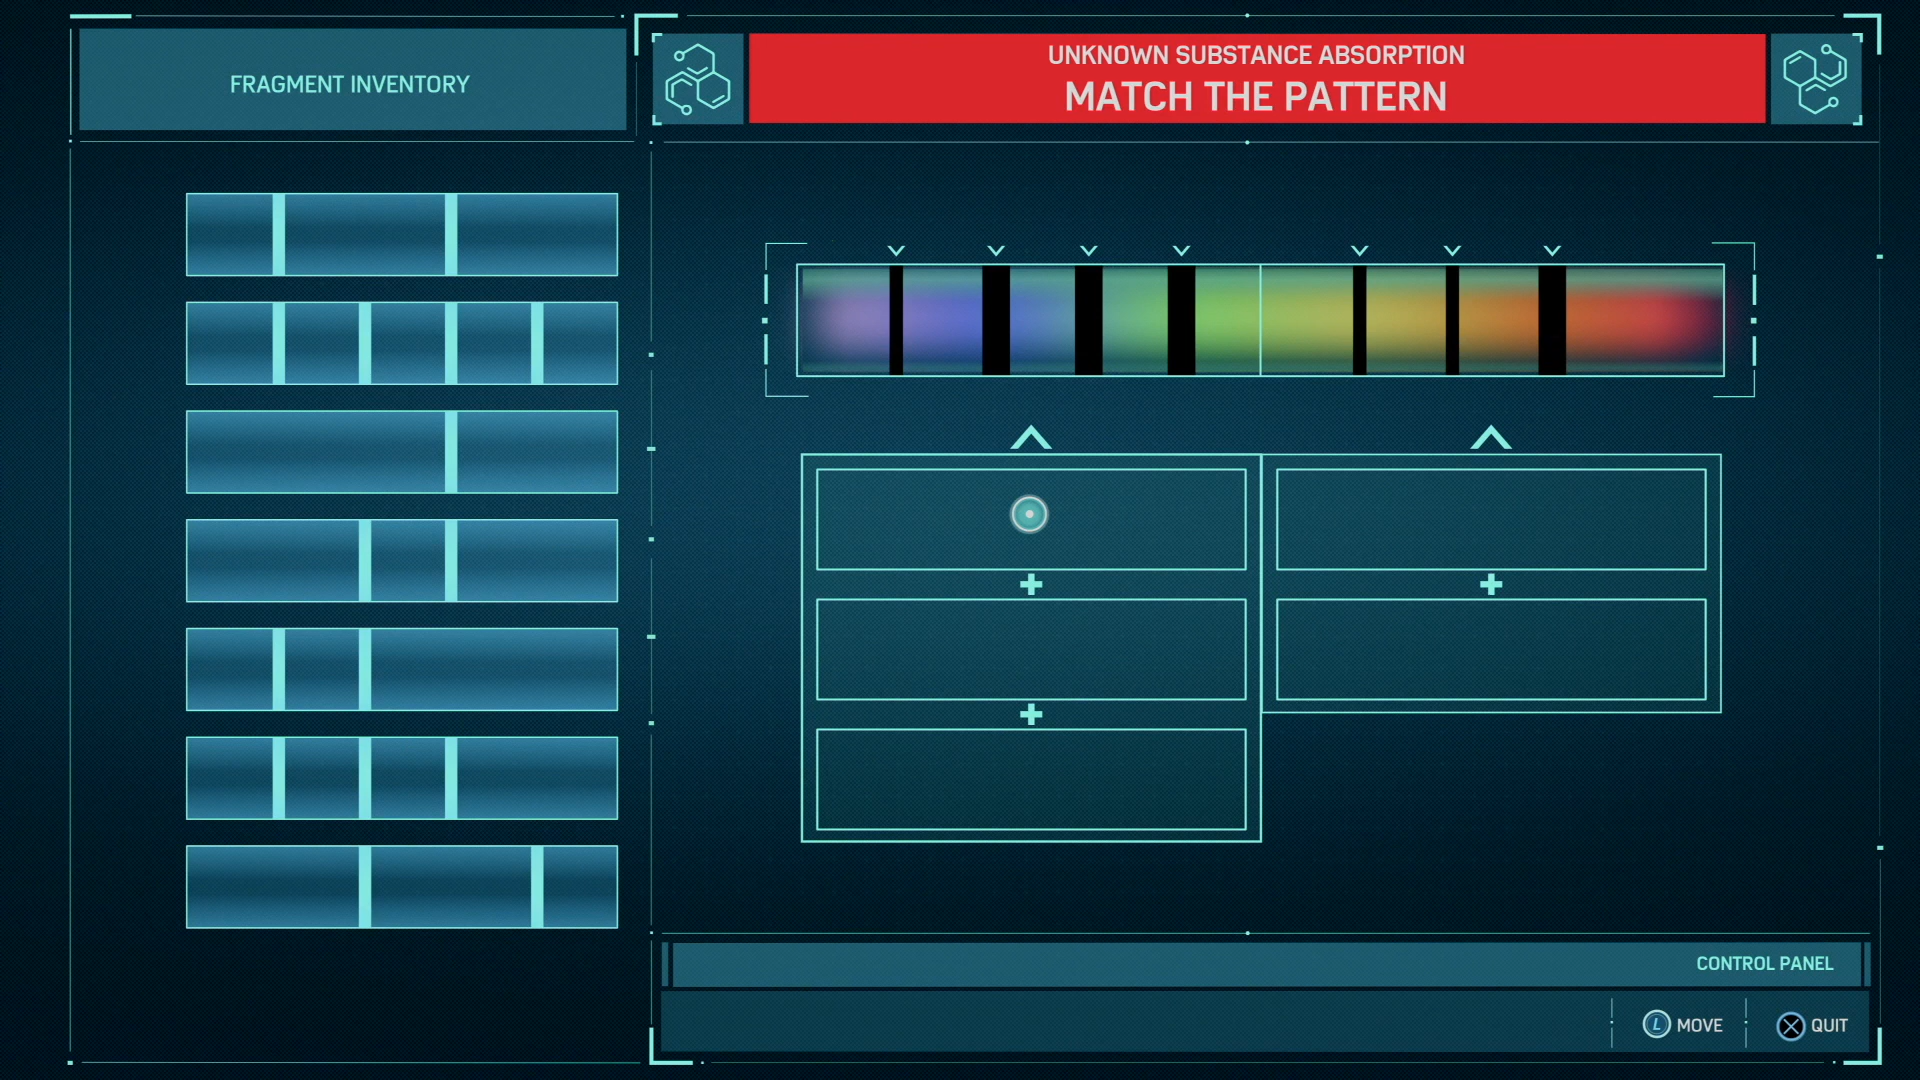 FRAGMENT INVENTORY
UNKNOWN SUBSTANCE ABSORPTION
MATCH THE PATTERN
CONTROL PANEL
L MOVE
QUIT